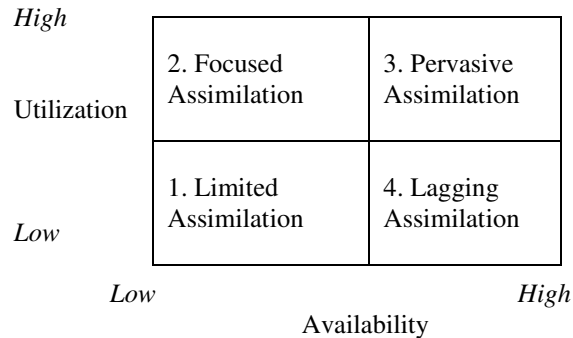 High
2. Focused
Assimilation
3. Pervasive
Assimilation
Utilization
1. Limited
Assimilation
4. Lagging
Assimilation
Low
Low
High
Availability